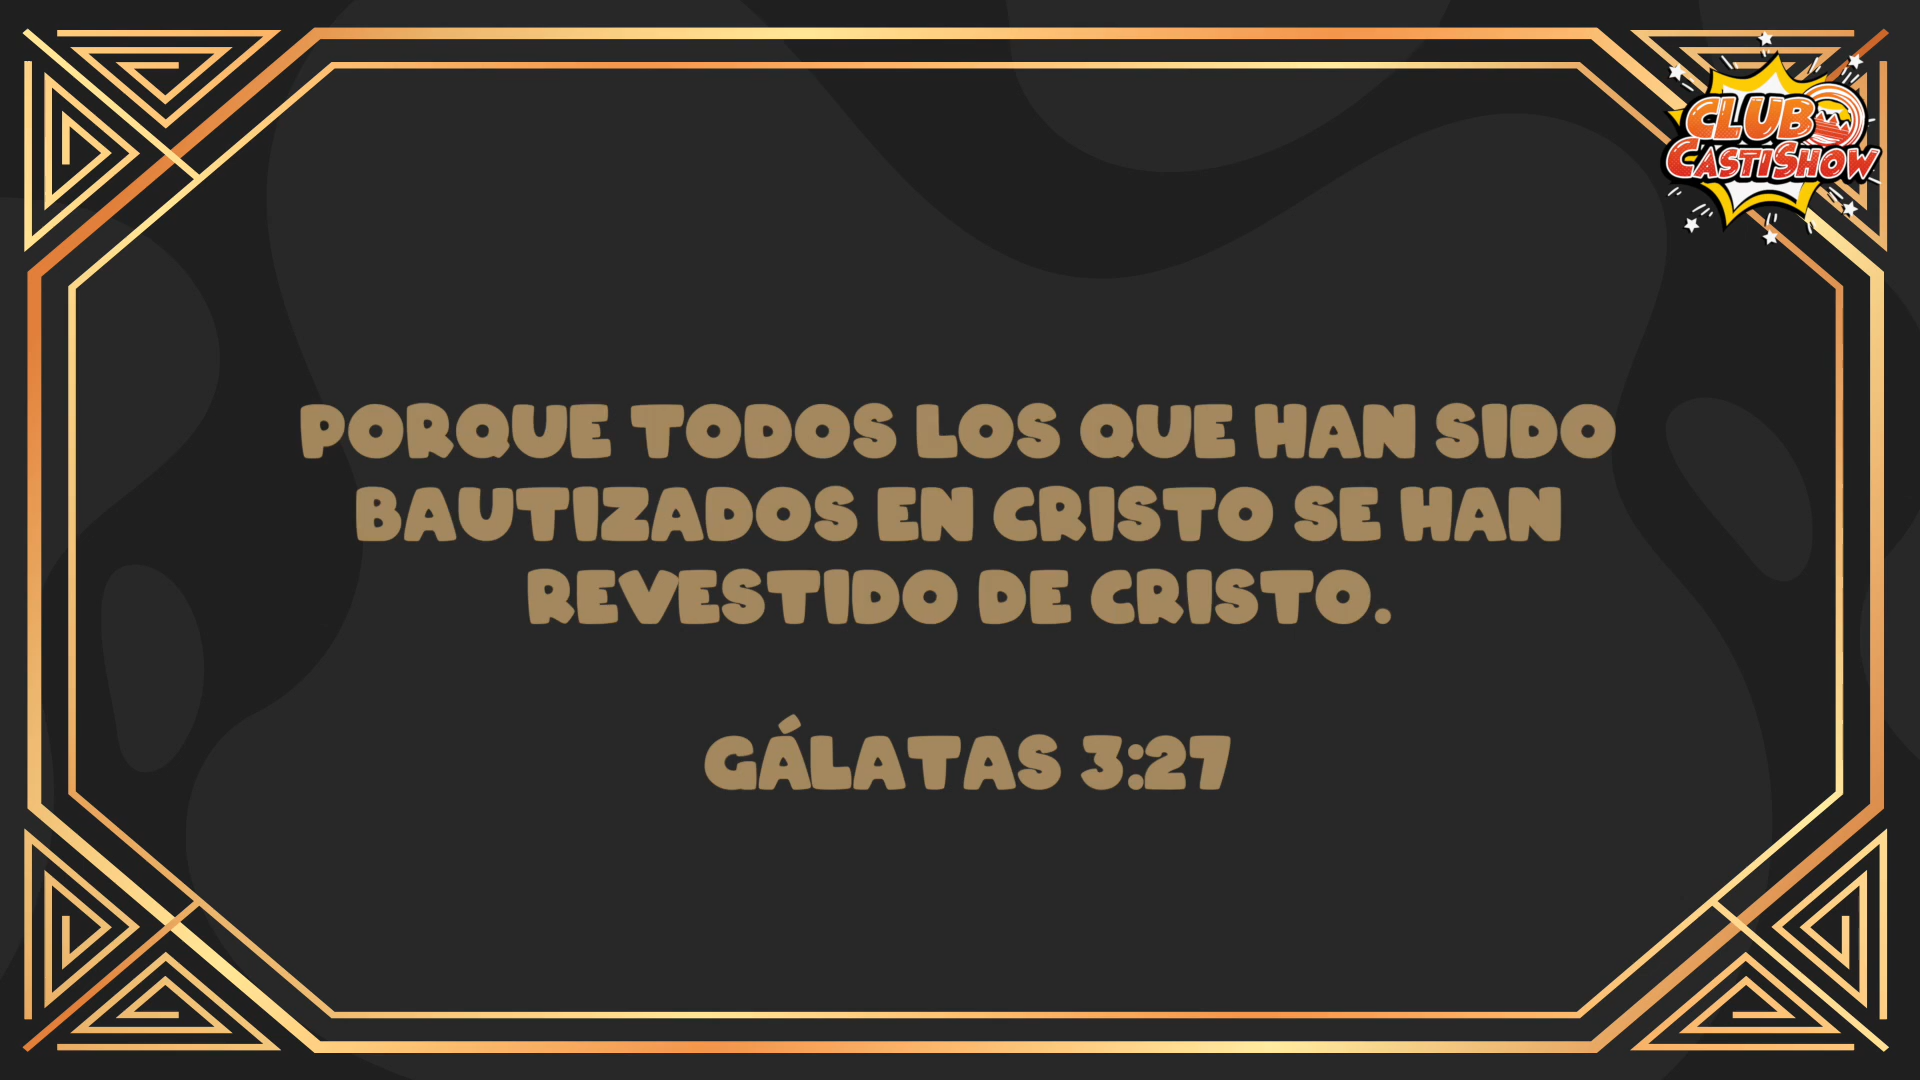 CLUB
CASTISHOW
PORQUE TODOS LOS QUE HAN SIDO
BAUTIZADOS EN CRISTO SE HAN
REVESTIDO DE CRISTO.
GÁLATAS 3:27